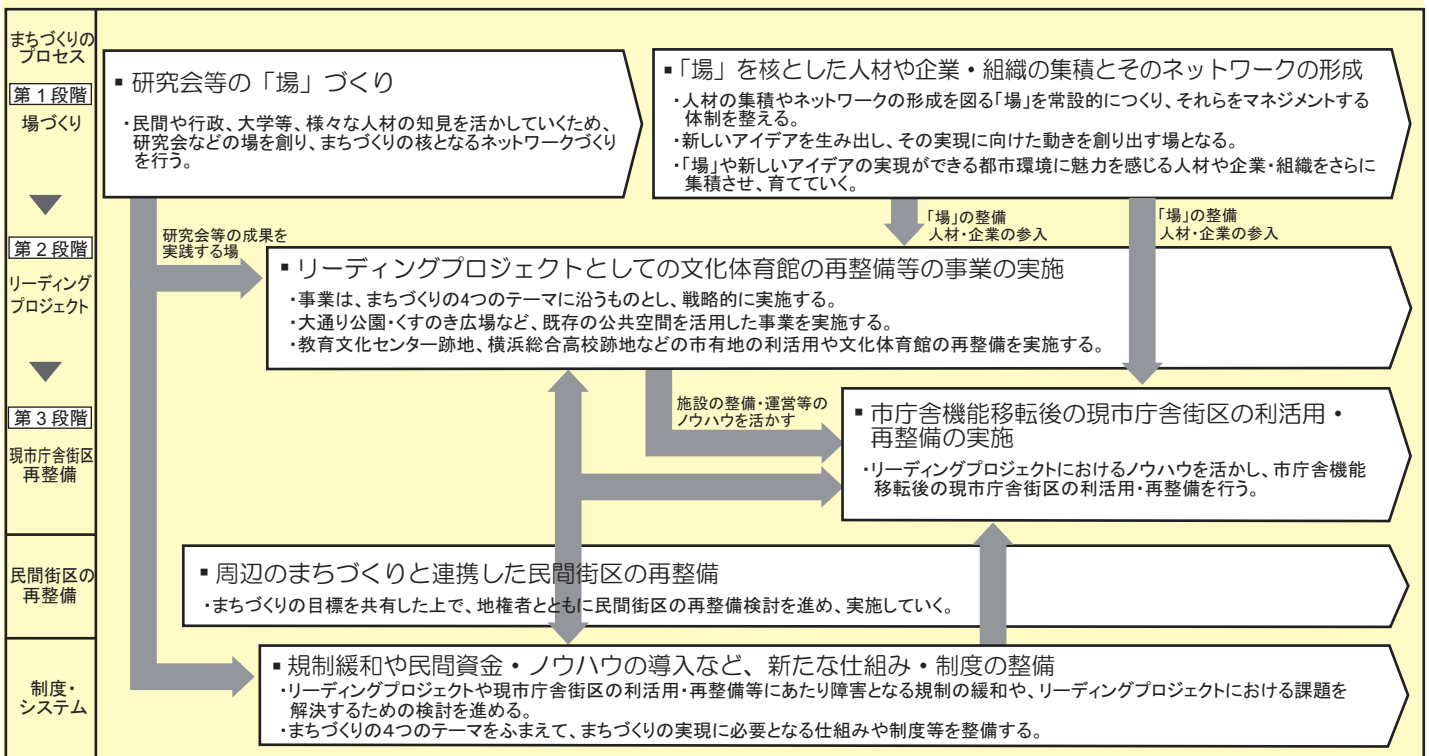 まちづくりの
プロセス
第1段階
場づくり
▪研究会等の「場」づくり
・民間や行政、大学等、様々な人材の知見を活かしていくため、
研究会などの場を創り、まちづくりの核となるネットワークづくり
を行う。
▪「場」を核とした人材や企業・組織の集積とそのネットワークの形成
・人材の集積やネットワークの形成を図る「場」を常設的につくり、それらをマネジメントする
体制を整える。
・新しいアイデアを生み出し、その実現に向けた動きを創り出す場となる。
・「場」や新しいアイデアの実現ができる都市環境に魅力を感じる人材や企業・組織をさらに
集積させ、育てていく。
研究会等の成果を
実践する場
「場」の整備
人材・企業の参入
「場」の整備
人材・企業の参入
第2段階
リーディング
プロジェクト
▪リーディングプロジェクトとしての文化体育館の再整備等の事業の実施
・事業は、まちづくりの4つのテーマに沿うものとし、戦略的に実施する。
・大通り公園・くすのき広場など、既存の公共空間を活用した事業を実施する。
・教育文化センター跡地、横浜総合高校跡地などの市有地の利活用や文化体育館の再整備を実施する。
施設の整備・運営等の
ノウハウを活かす
第3段階
現市庁舎街区
再整備
▪市庁舎機能移転後の現市庁舎街区の利活用・
再整備の実施
・リーディングプロジェクトにおけるノウハウを活かし、市庁舎機能
移転後の現市庁舎街区の利活用・再整備を行う。
民間街区の
再整備
▪周辺のまちづくりと連携した民間街区の再整備
・まちづくりの目標を共有した上で、地権者とともに民間街区の再整備検討を進め、実施していく。
制度・
システム
▪規制緩和や民間資金・ノウハウの導入など、新たな仕組み・制度の整備
・リーディングプロジェクトや現市庁舎街区の利活用・再整備等にあたり障害となる規制の緩和や、リーディングプロジェクトにおける課題を
解決するための検討を進める。
・まちづくりの4つのテーマをふまえて、まちづくりの実現に必要となる仕組みや制度等を整備する。